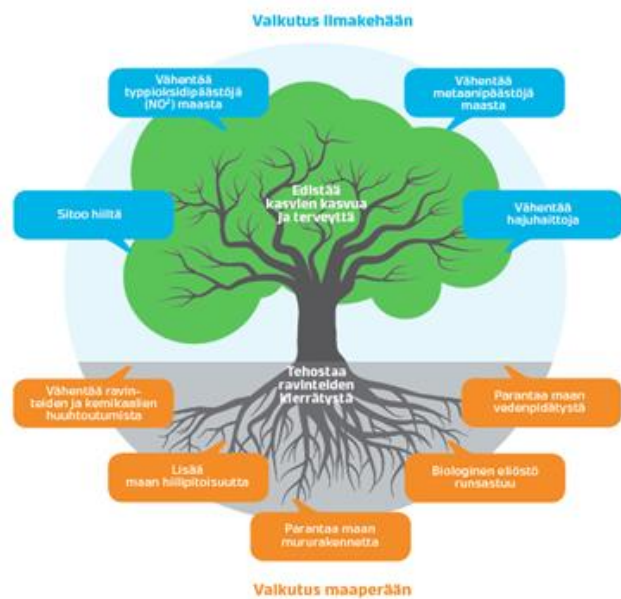 Vaikutus ilmakehään
Vähentää
typpioksidipäästöjä
(NO²) maasta
Vähentää
metaanipäästöjä
maasta
Edistää
kasvien kasvua
ja terveyttä
Sitoo hiiltä
Vähentää
hajuhaittoja
Tehostaa
ravinteiden
kierrätystä
Vähentää ravin-
teiden ja kemikaalien
huuhtoutumista
Parantaa maan
vedenpidätystä
Lisää
maan hiilipitoisuutta
Biologinen eliöstö
runsastuu
Parantaa maan
mururakennetta
Vaikutus maaperään